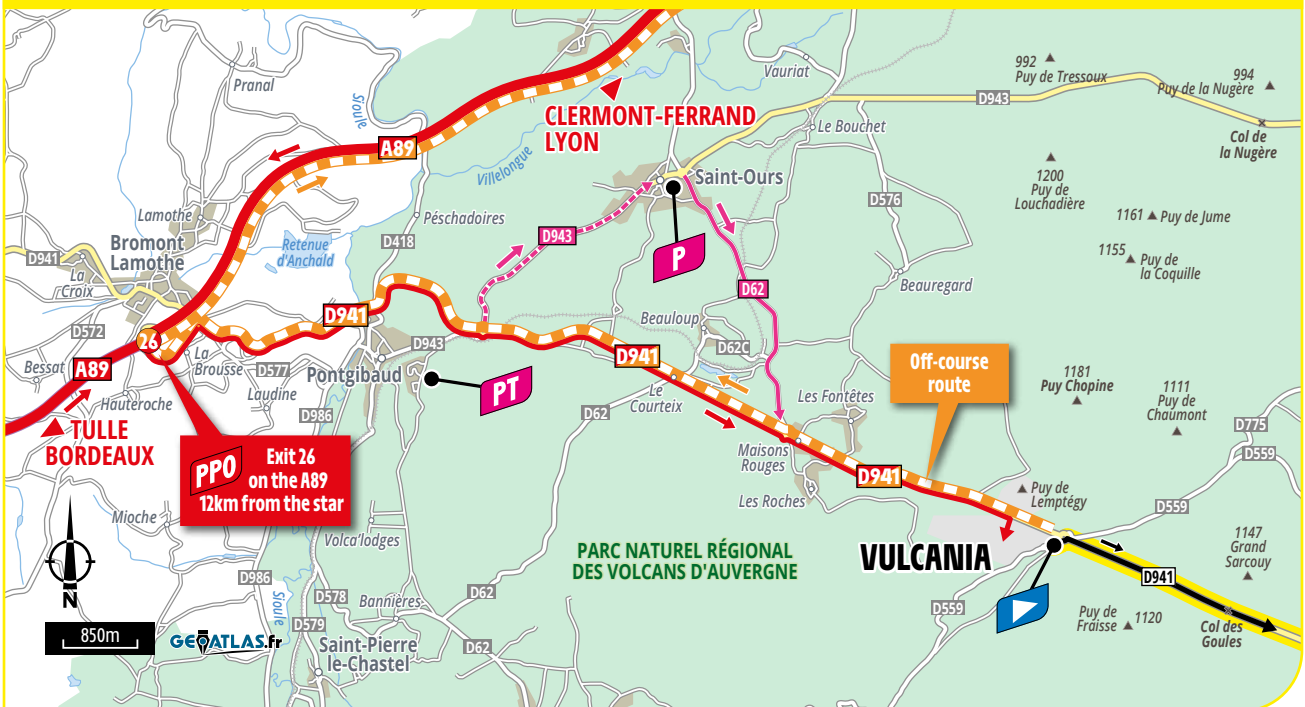 Pranal
Sioule
A89
CLERMONT-FERRAND
LYON
Villelongue
Vauriat
992
Puy de Tressoux
994
Puy de la Nugère
D943
Col de
la Nugère
Le Bouchet
Saint-Ours
1200
Puy de
Louchadière
D576
1161
Puy de Jume
1155
Puy de
la Coquille
Lamothe
Péschadoires
Bromont
Lamothe
Retenue
d'Anchald
D418
D943
P
D941
La
Croix
D62
Beauregard
D941
Beauloup
D572
26
D943
D62C
D941
Bessat
A89
La
Brousse
D577
Pontgibaud
PT
Off-course
route
1181
Puy Chopine
1111
Puy de
Chaumont
Hauteroche
Laudine
D986
D62
Le
Courteix
Les Fontêtes
TULLE
BORDEAUX
D775
D559
PPO
Exit 26
on the A89
12km from the star
Maisons
Rouges
D941
Les Roches
Puy de
Lemptégy
D559
Mioche
Volca'lodges
PARC NATUREL RÉGIONAL
DES VOLCANS D'AUVERGNE
VULCANIA
1147
Grand
Sarcouy
N
D986
D578
Sioule
Bannières
D62
D941
D559
Puy de
Fraisse
1120
Col des
Goules
850m
GEOATLAS.fr
D579
Saint-Pierre
le-Chastel
D62